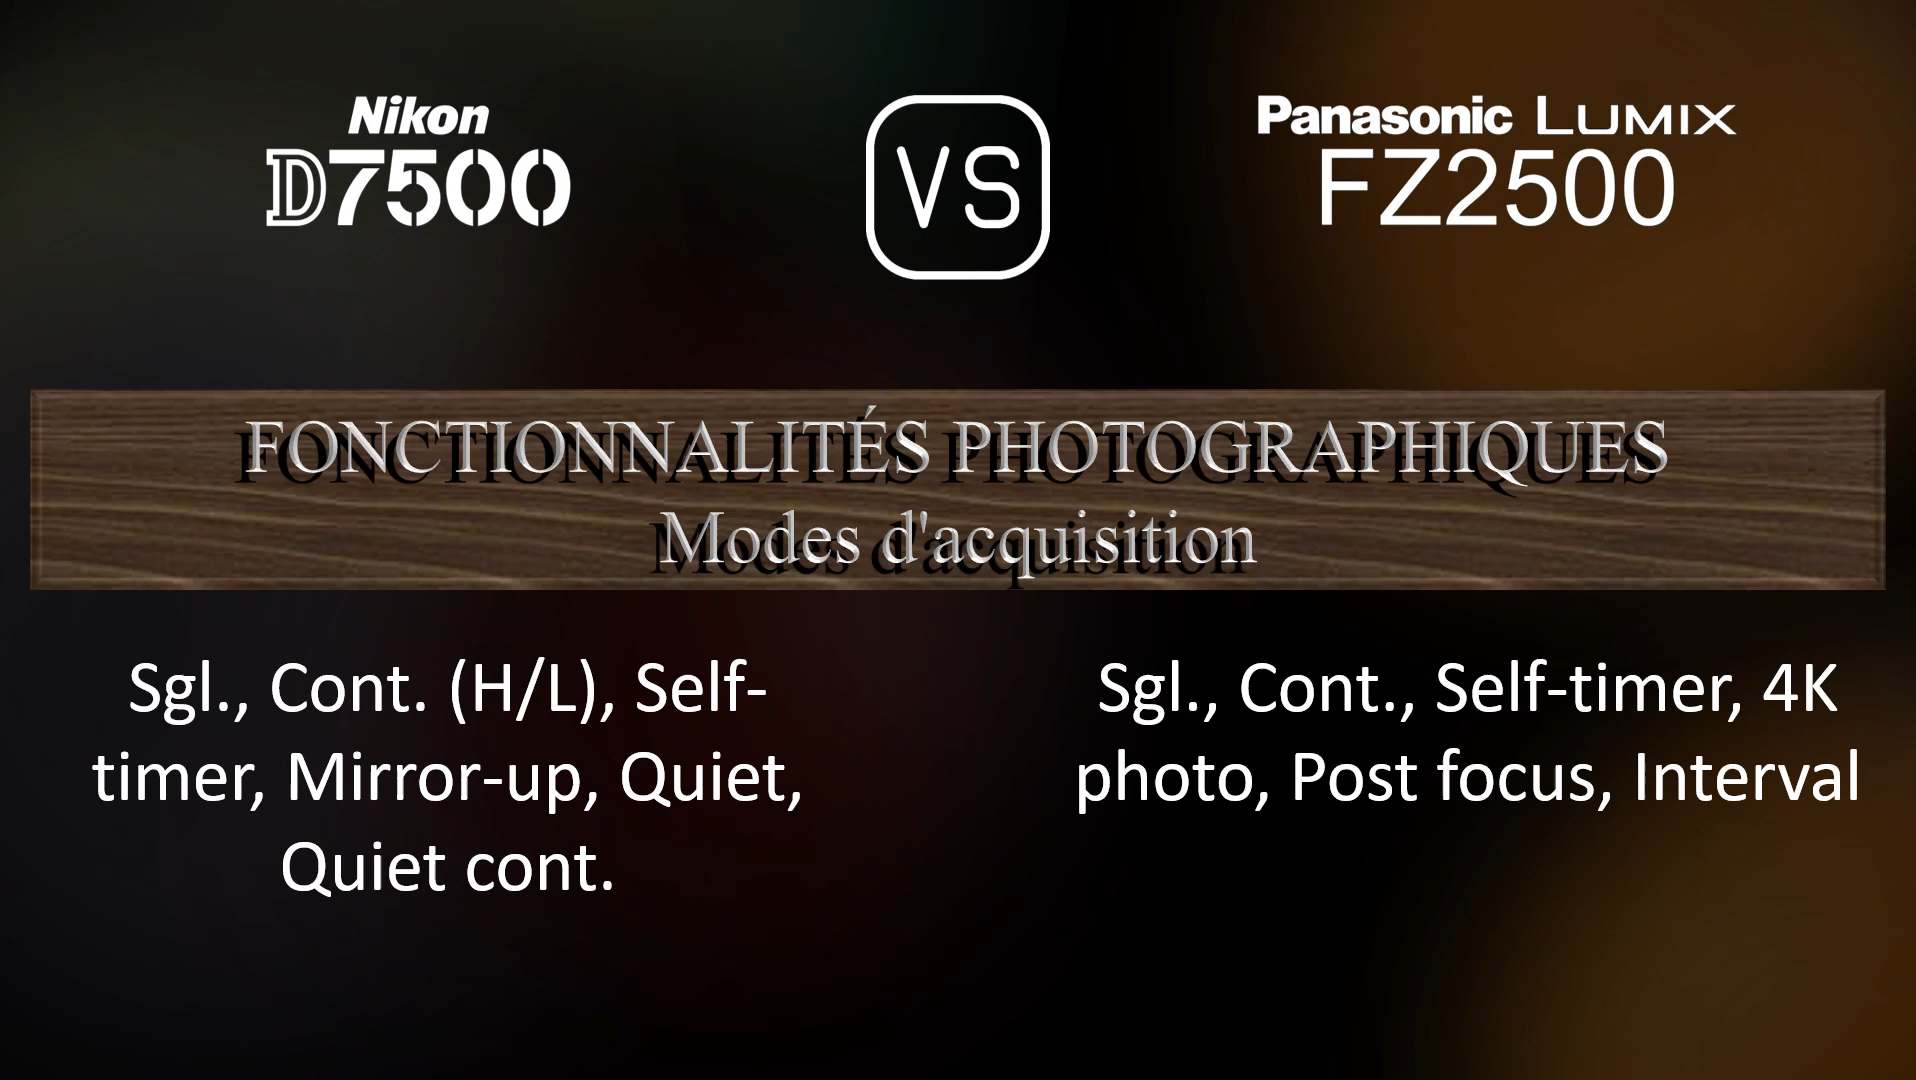 Nikon
D7500
VS
Panasonic LUMIX
FZ2500
FONCTIONNALITÉS PHOTOGRAPHIQUES
Modes d'acquisition
Sgl., Cont. (H/L), Self-
timer, Mirror-up, Quiet,
Quiet cont.
Sgl., Cont., Self-timer, 4K
photo, Post focus, Interval